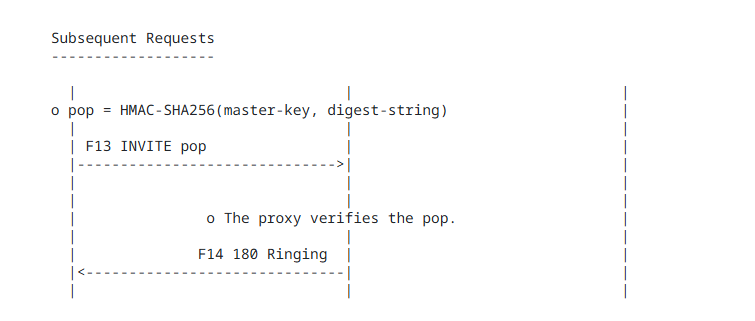 Subsequent Requests
-------------------
| | |
o pop = HMAC-SHA256(master-key, digest-string) |
| | |
| F13 INVITE pop | |
|------------------------------>| |
| | |
| | |
| o The proxy verifies the pop. |
| | |
| F14 180 Ringing | |
|<------------------------------| |
| | |